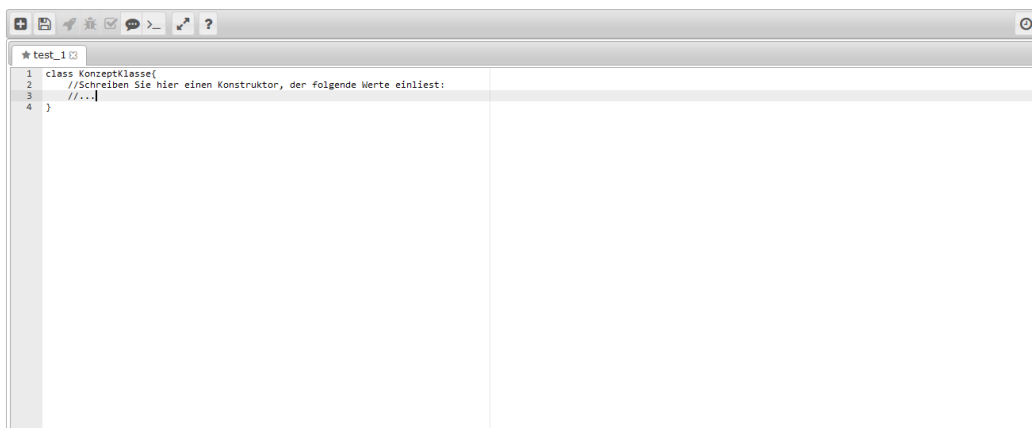 test_1
1 class KonzeptKlasse{
2 //Schreiben Sie hier einen Konstruktor, der folgende Werte einliest:
3 //...
4 }